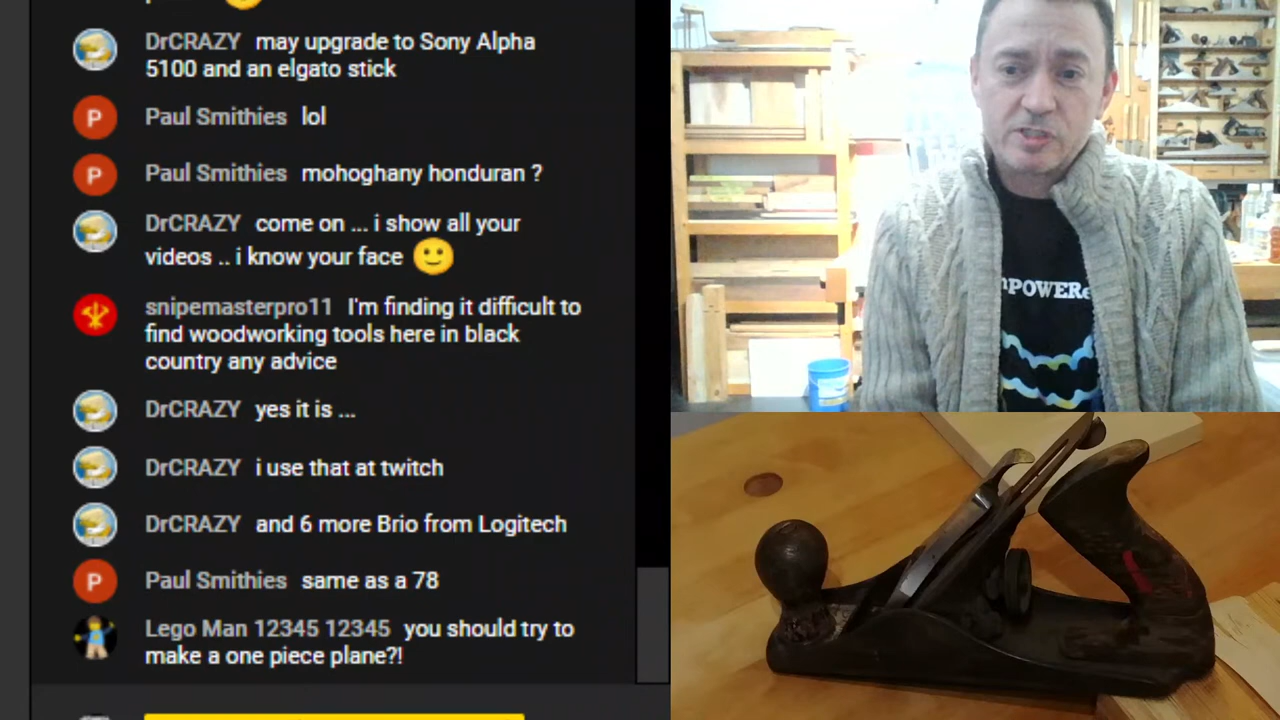 DrCRAZY may upgrade to Sony Alpha
5100 and an elgato stick
P Paul Smithies lol
P Paul Smithies mohoghany honduran ?
DrCRAZY come on ... i show all your
videos .. i know your face 🙂
snipemasterpro11 I'm finding it difficult to
find woodworking tools here in black
country any advice
DrCRAZY yes it is ...
DrCRAZY i use that at twitch
DrCRAZY and 6 more Brio from Logitech
P Paul Smithies same as a 78
Lego Man 12345 12345 you should try to
make a one piece plane?!